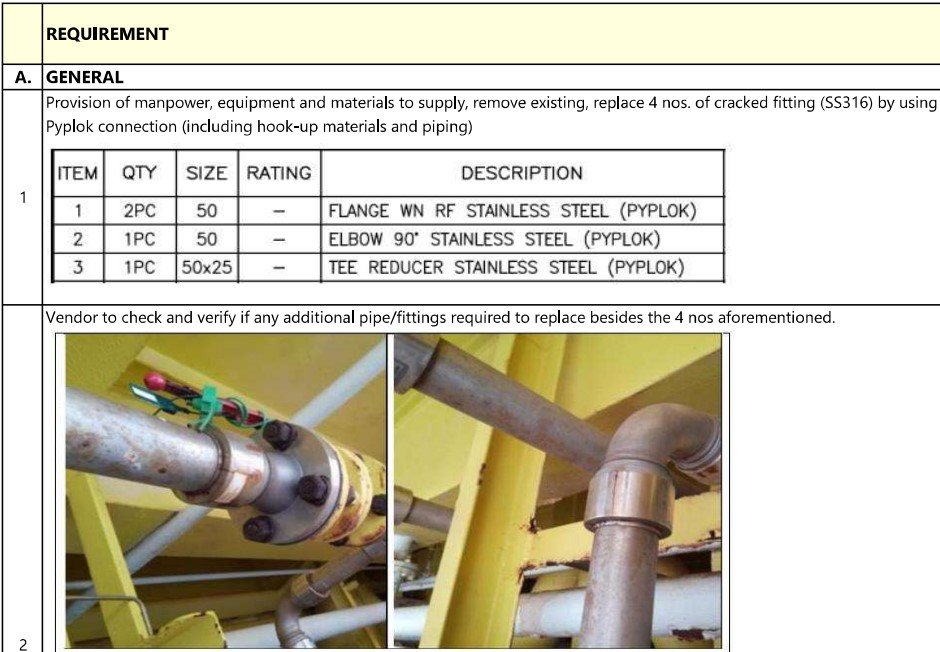 REQUIREMENT
A. GENERAL
Provision of manpower, equipment and materials to supply, remove existing, replace 4 nos. of cracked fitting (SS316) by using
Pyplok connection (including hook-up materials and piping)
1
ITEM QTY SIZE RATING DESCRIPTION
1 2PC 50 – FLANGE WN RF STAINLESS STEEL (PYPLOK)
2 1PC 50 – ELBOW 90° STAINLESS STEEL (PYPLOK)
3 1PC 50x25 – TEE REDUCER STAINLESS STEEL (PYPLOK)
Vendor to check and verify if any additional pipe/fittings required to replace besides the 4 nos aforementioned.
2